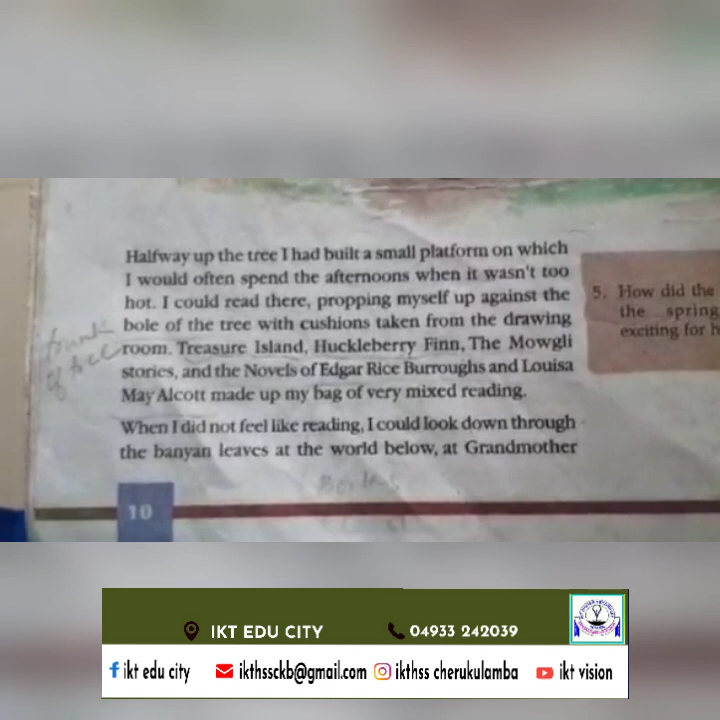 Halfway up the tree I had built a small platform on which
I would often spend the afternoons when it wasn't too
hot. I could read there, propping myself up against the
bole of the tree with cushions taken from the drawing
room. Treasure Island, Huckleberry Finn, The Mowgli
stories, and the Novels of Edgar Rice Burroughs and Louisa
May Alcott made up my bag of very mixed reading.
When I did not feel like reading, I could look down through
the banyan leaves at the world below, at Grandmother
trunk
of tree
5. How did the
the spring
exciting for h
10
IKT EDU CITY
04933 242039
ikt edu city
ikthssckb@gmail.com
ikthss cherukulamba
ikt vision